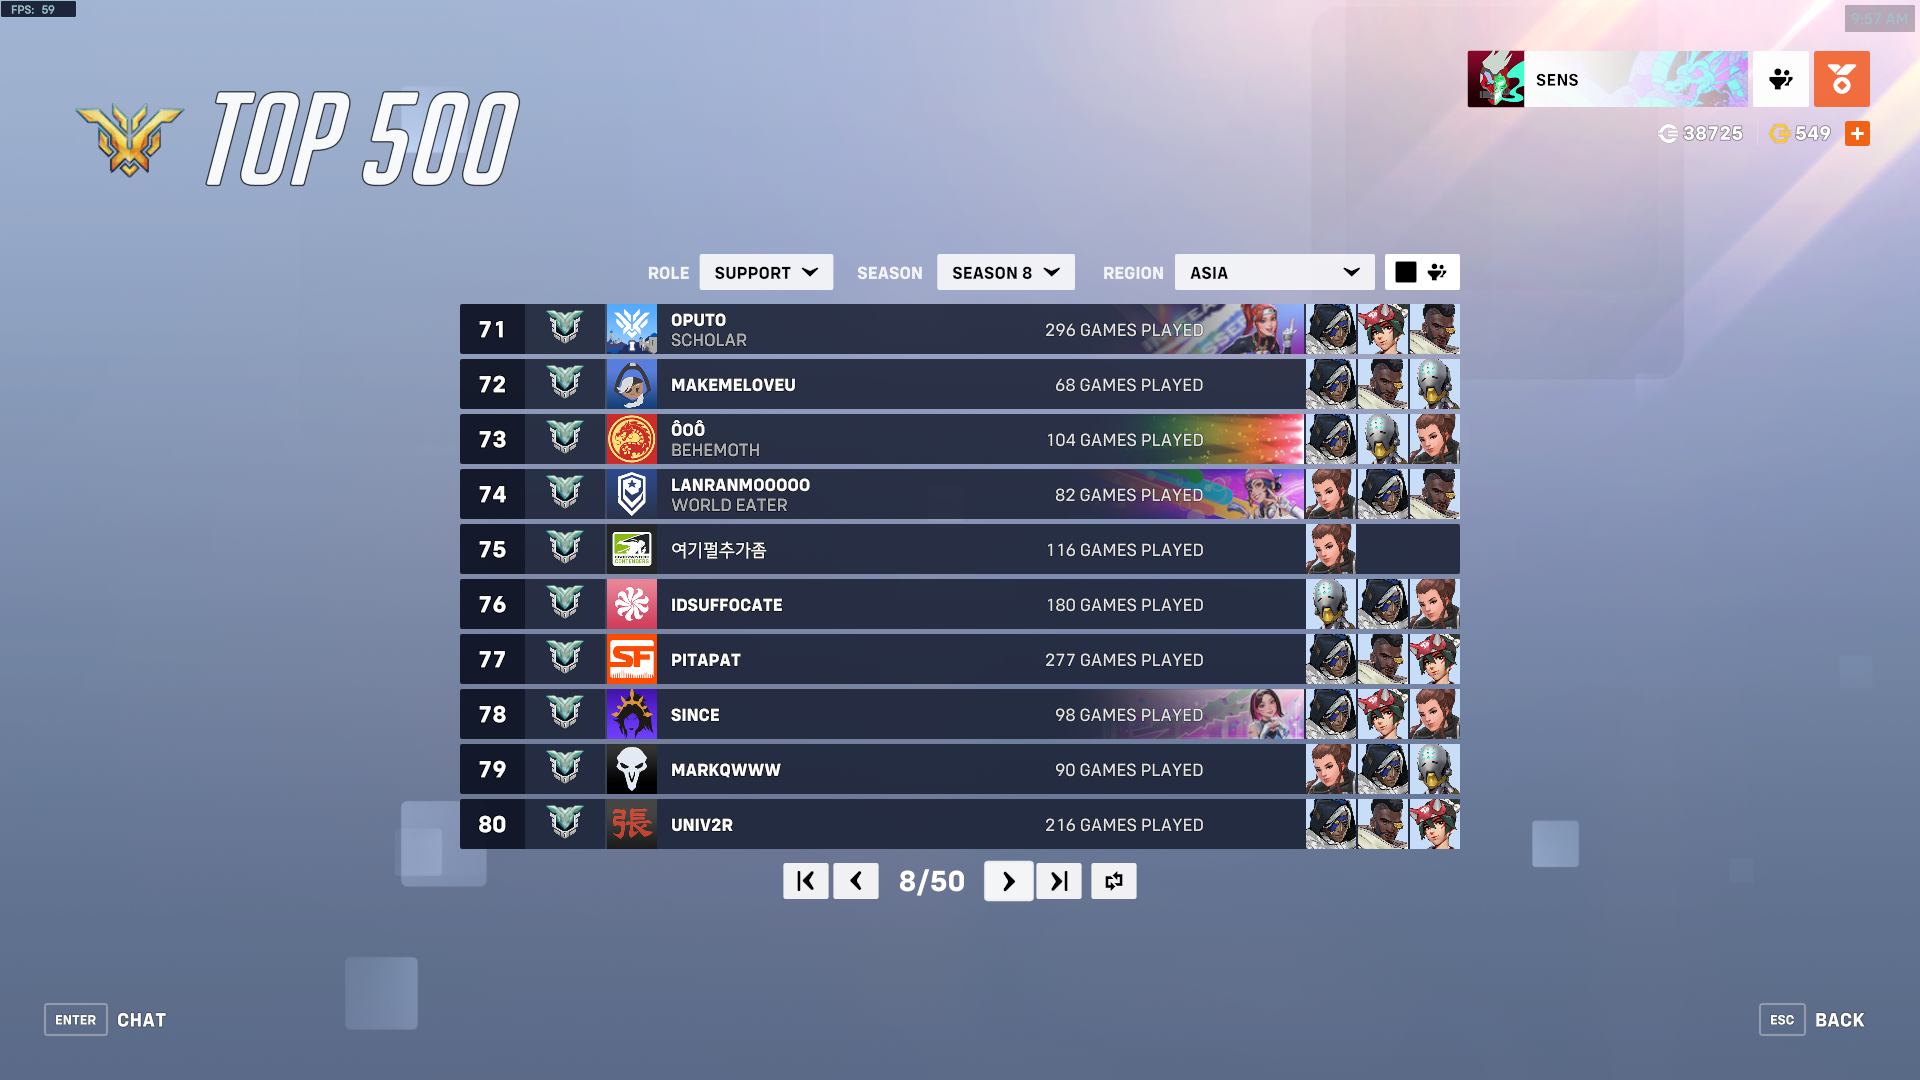 FPS: 59
9:57 AM
TOP 500
SENS
38725
549
ROLE
SUPPORT
SEASON
SEASON 8
REGION
ASIA
71
OPUTO
SCHOLAR
296 GAMES PLAYED
72
MAKEMELOVEU
68 GAMES PLAYED
73
ÔOÔ
BEHEMOTH
104 GAMES PLAYED
74
LANRANMOOOOO
WORLD EATER
82 GAMES PLAYED
75
여기펄추가좀
116 GAMES PLAYED
76
IDSUFFOCATE
180 GAMES PLAYED
77
SF
PITAPAT
277 GAMES PLAYED
78
SINCE
98 GAMES PLAYED
79
MARKQWWW
90 GAMES PLAYED
80
張
UNIV2R
216 GAMES PLAYED
8/50
ENTER
CHAT
ESC
BACK